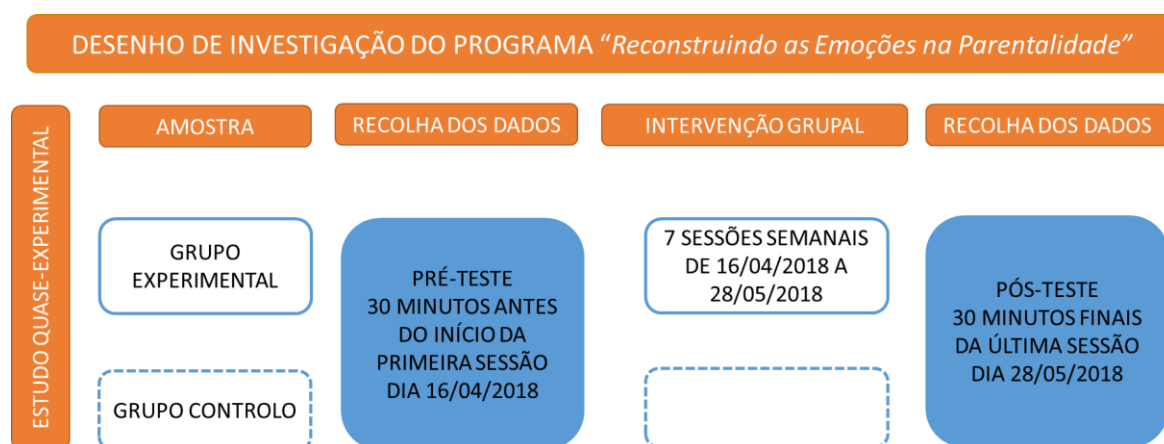 DESENHO DE INVESTIGAÇÃO DO PROGRAMA “Reconstruindo as Emoções na Parentalidade”
ESTUDO QUASE-EXPERIMENTAL
AMOSTRA
RECOLHA DOS DADOS
INTERVENÇÃO GRUPAL
RECOLHA DOS DADOS
GRUPO
EXPERIMENTAL
GRUPO CONTROLO
PRÉ-TESTE
30 MINUTOS ANTES
DO INÍCIO DA
PRIMEIRA SESSÃO
DIA 16/04/2018
7 SESSÕES SEMANAIS
DE 16/04/2018 A
28/05/2018
PÓS-TESTE
30 MINUTOS FINAIS
DA ÚLTIMA SESSÃO
DIA 28/05/2018